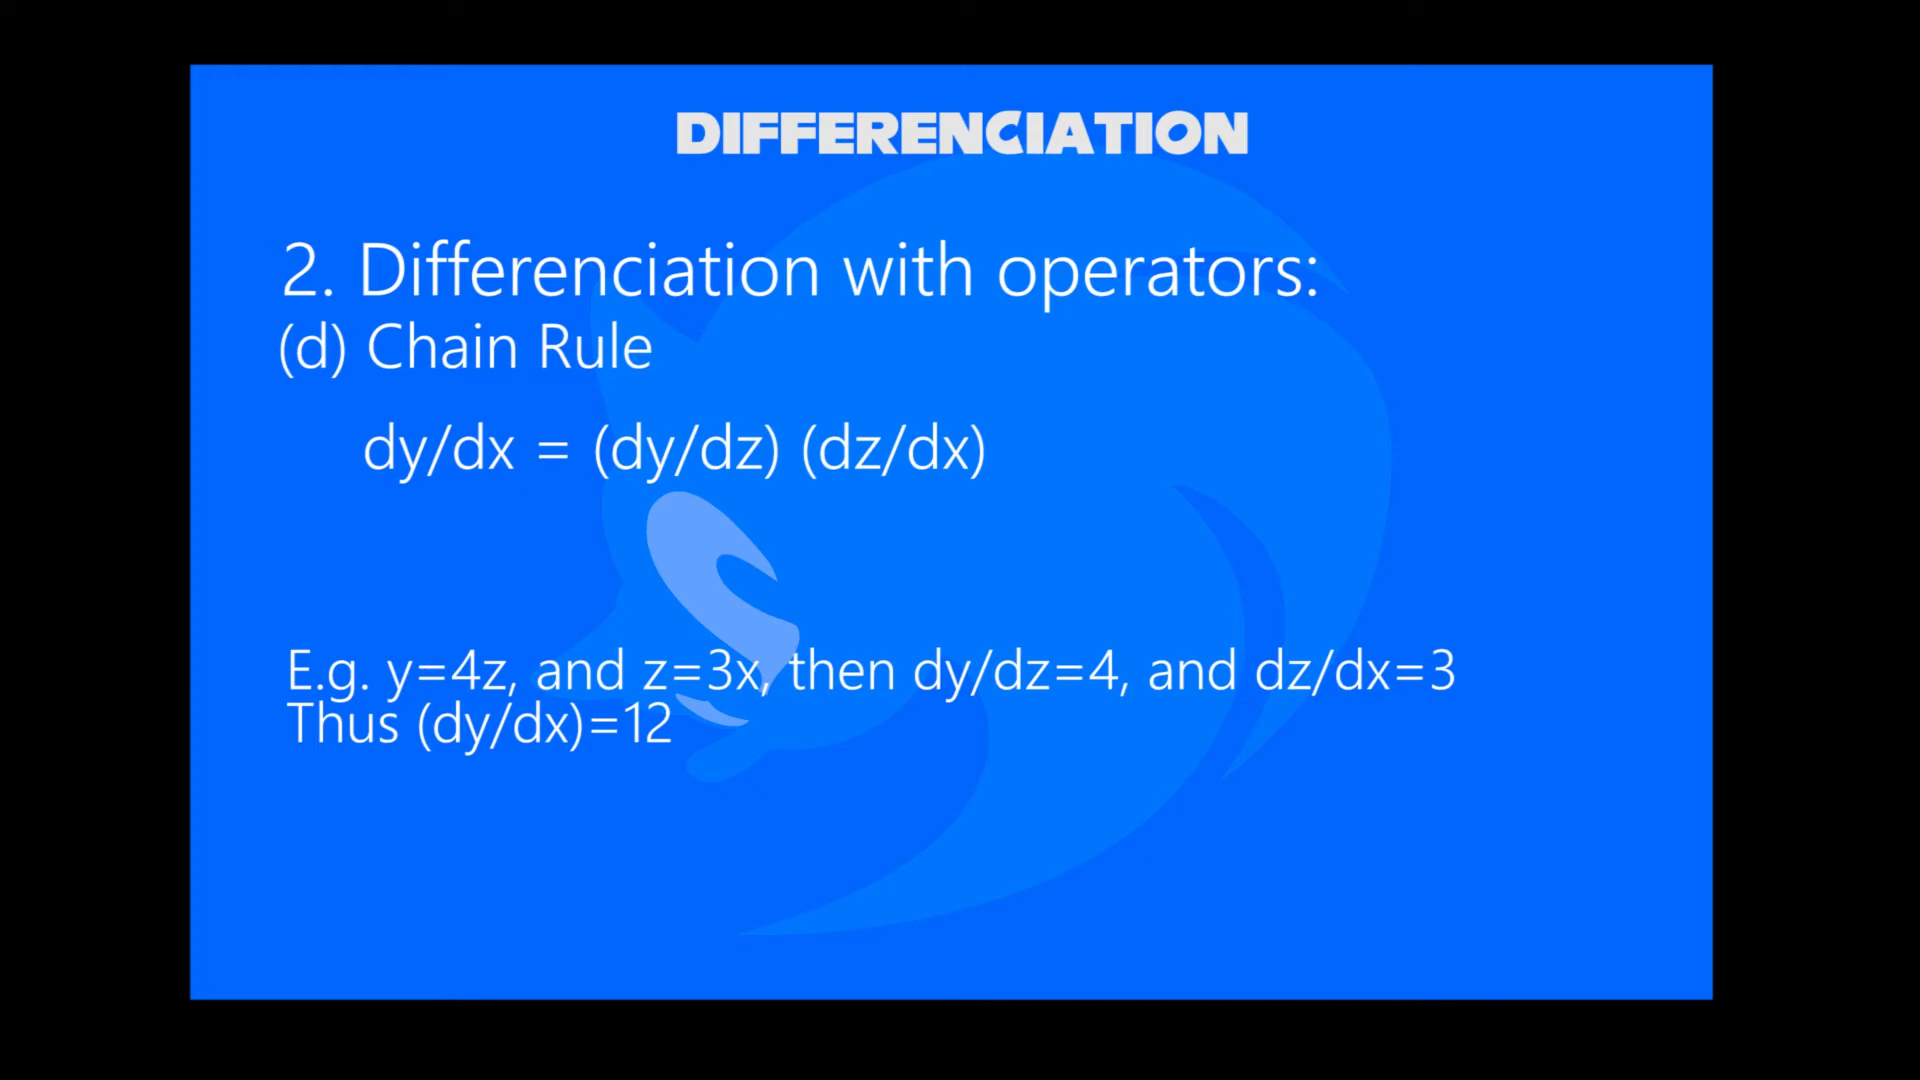 DIFFERENCIATION
2. Differenciation with operators:
(d) Chain Rule
dy/dx = (dy/dz) (dz/dx)
E.g. y=4z, and z=3x, then dy/dz=4, and dz/dx=3
Thus (dy/dx)=12